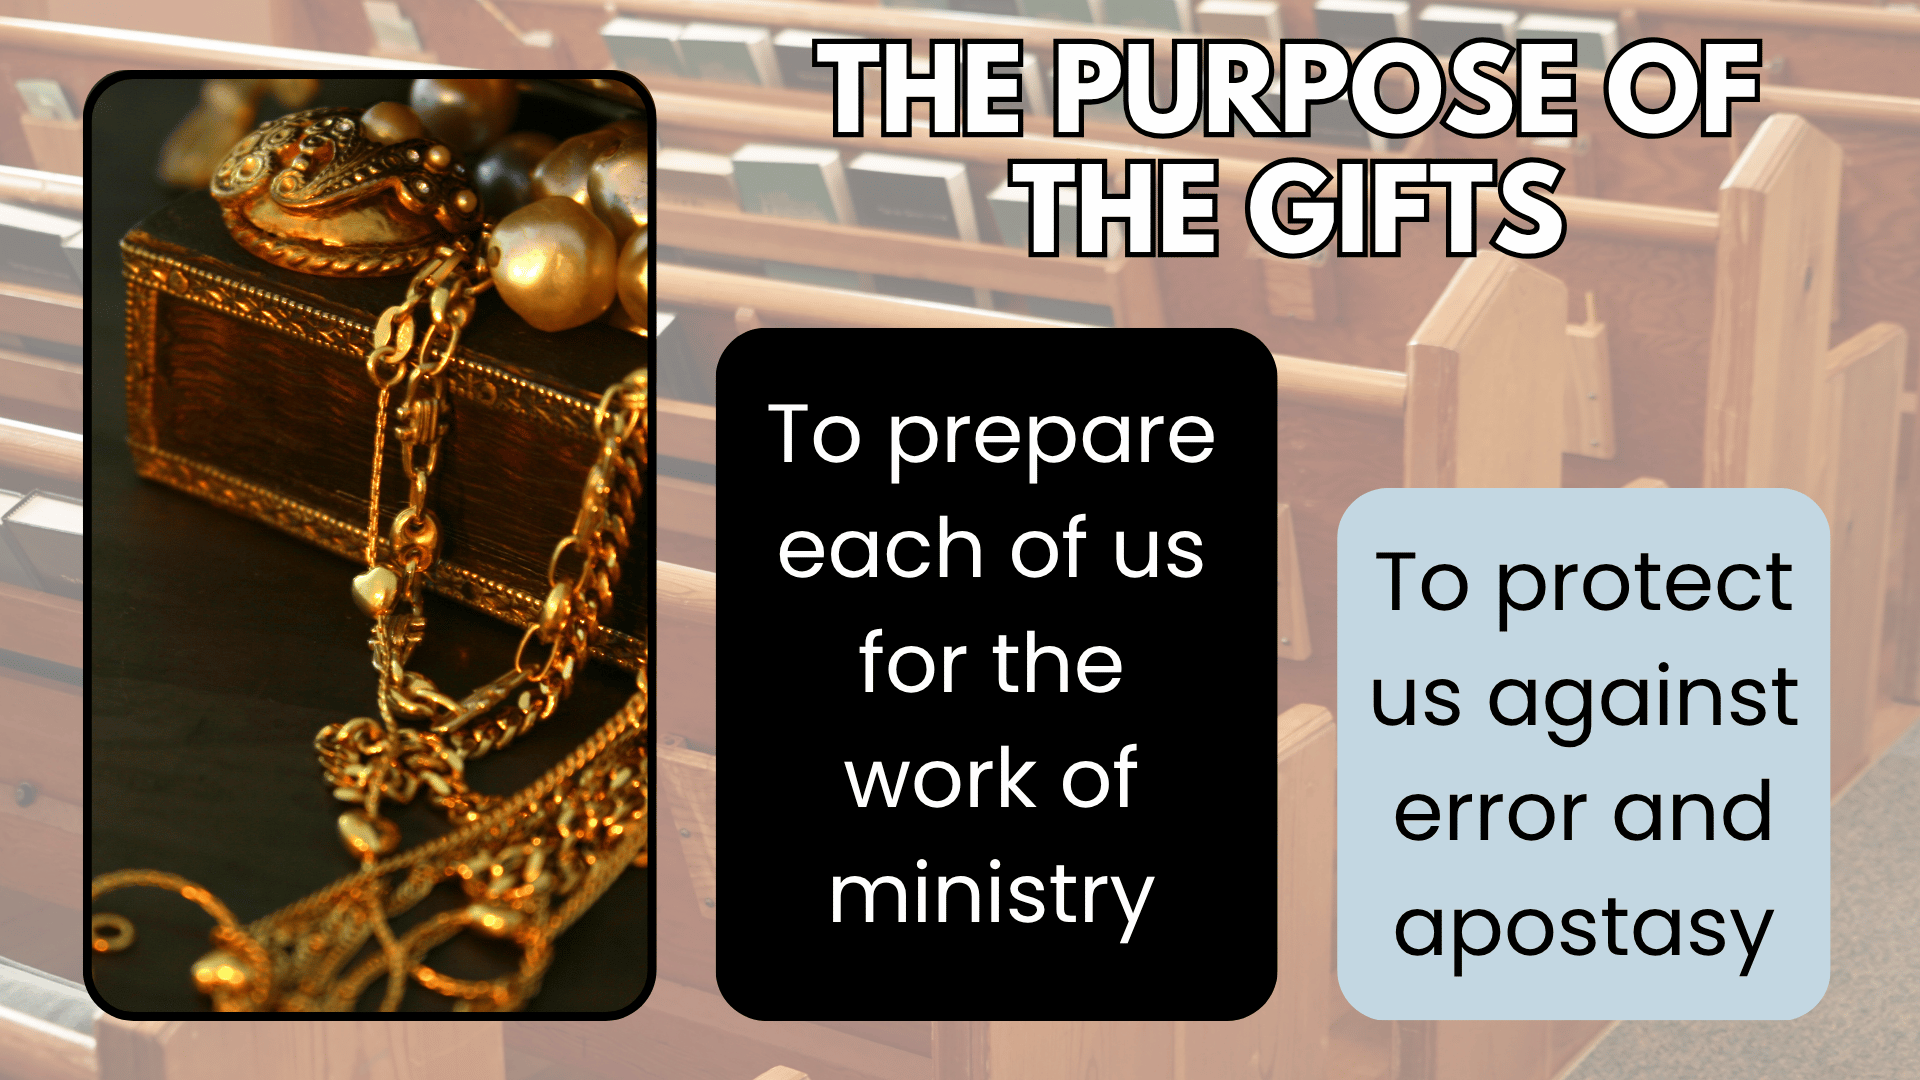 THE PURPOSE OF
THE GIFTS
To prepare
each of us
for the
work of
ministry
To protect
us against
error and
apostasy